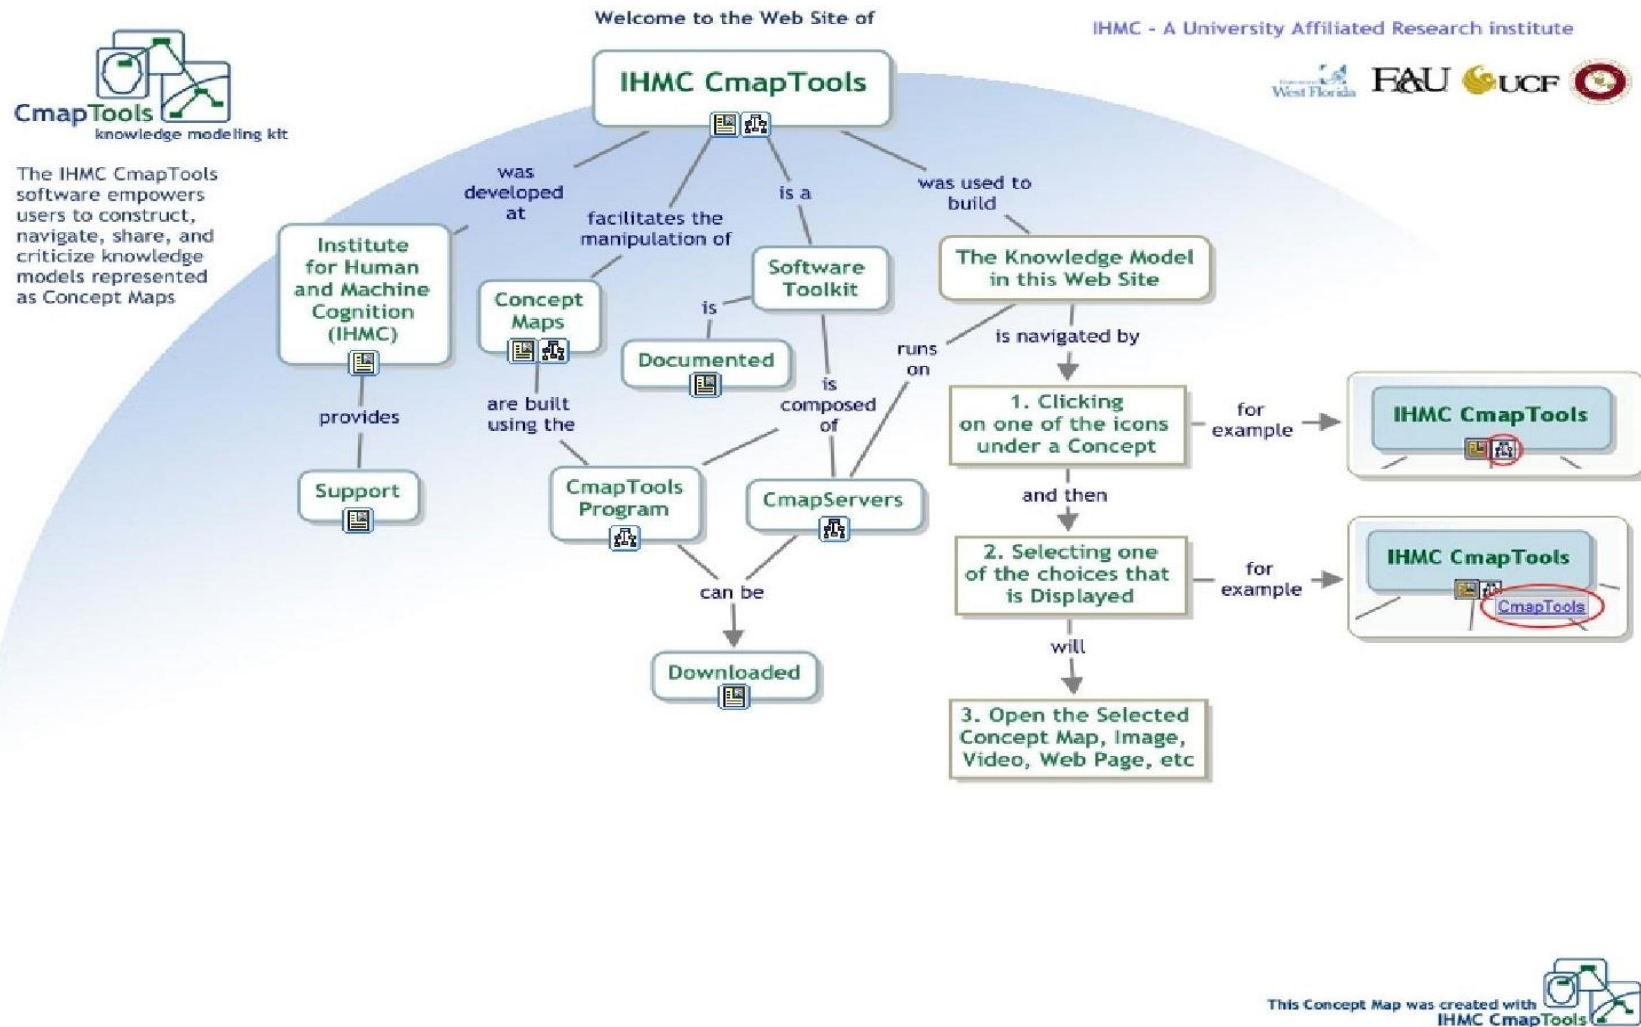 Welcome to the Web Site of
IHMC - A University Affiliated Research institute
IHMC CmapTools
West Florida
FAU
UCF
CmapTools
knowledge modeling kit
The IHMC CmapTools
software empowers
users to construct,
navigate, share, and
criticize knowledge
models represented
as Concept Maps
was
developed
at
facilitates the
manipulation of
is a
was used to
build
Institute
for Human
and Machine
Cognition
(IHMC)
Concept
Maps
Software
Toolkit
The Knowledge Model
in this Web Site
is
Documented
runs
on
is navigated by
provides
are built
using the
is
composed
of
1. Clicking
on one of the icons
under a Concept
for
example
IHMC CmapTools
Support
CmapTools
Program
CmapServers
and then
2. Selecting one
of the choices that
is Displayed
for
example
IHMC CmapTools
CmapTools
can be
will
Downloaded
3. Open the Selected
Concept Map, Image,
Video, Web Page, etc
This Concept Map was created with
IHMC CmapTools